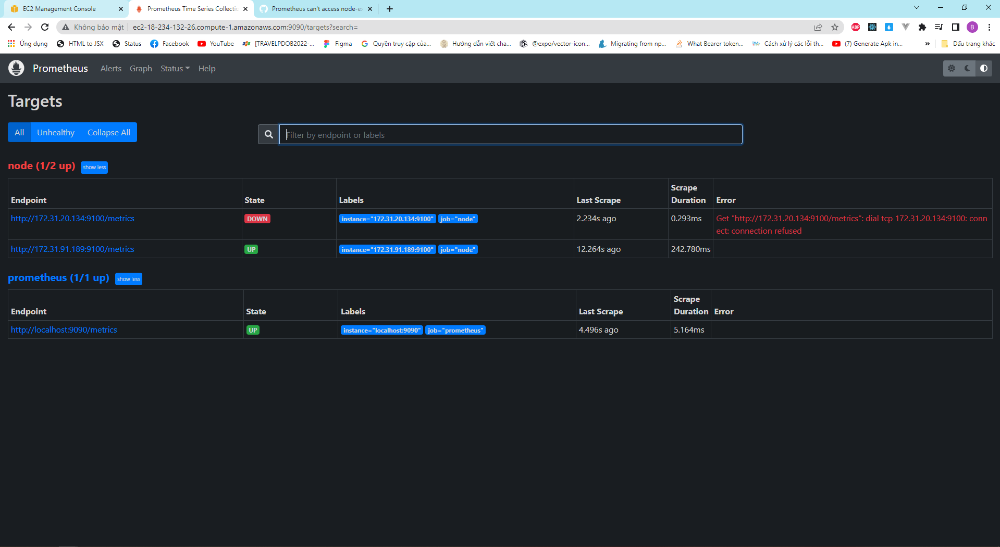 EC2 Management Console
Prometheus Time Series Collectic
Prometheus can't access node-ex
Không bảo mật
ec2-18-234-132-26.compute-1.amazonaws.com:9090/targets?search=
ABP
B
Ứng dụng
HTML to JSX
Status
Facebook
YouTube
[TRAVELPDOB2022-...
Figma
Quyền truy cập của...
Hướng dẫn viết cha...
@expo/vector-icon...
Migrating from np...
What Bearer token...
Cách xử lý các lỗi th...
(7) Generate Apk in...
»
Dấu trang khác
Prometheus
Alerts
Graph
Status
Help
Targets
All
Unhealthy
Collapse All
Filter by endpoint or labels
node (1/2 up)
show less
Endpoint
State
Labels
Last Scrape
Scrape
Duration
Error
http://172.31.20.134:9100/metrics
DOWN
instance="172.31.20.134:9100"
job="node"
2.234s ago
0.293ms
Get "http://172.31.20.134:9100/metrics": dial tcp 172.31.20.134:9100: conn
ect: connection refused
http://172.31.91.189:9100/metrics
UP
instance="172.31.91.189:9100"
job="node"
12.264s ago
242.780ms
prometheus (1/1 up)
show less
Endpoint
State
Labels
Last Scrape
Scrape
Duration
Error
http://localhost:9090/metrics
UP
instance="localhost:9090"
job="prometheus"
4.496s ago
5.164ms